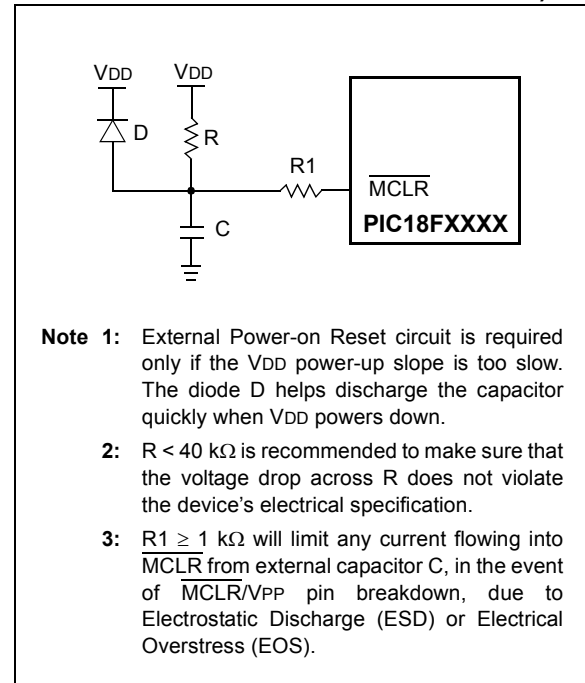 VDD VDD
D
R
R1
MCLR
PIC18FXXXX
C
Note 1: External Power-on Reset circuit is required
only if the VDD power-up slope is too slow.
The diode D helps discharge the capacitor
quickly when VDD powers down.
2: R < 40 kΩ is recommended to make sure that
the voltage drop across R does not violate
the device's electrical specification.
3: R1 ≥ 1 kΩ will limit any current flowing into
MCLR from external capacitor C, in the event
of MCLR/VPP pin breakdown, due to
Electrostatic Discharge (ESD) or Electrical
Overstress (EOS).